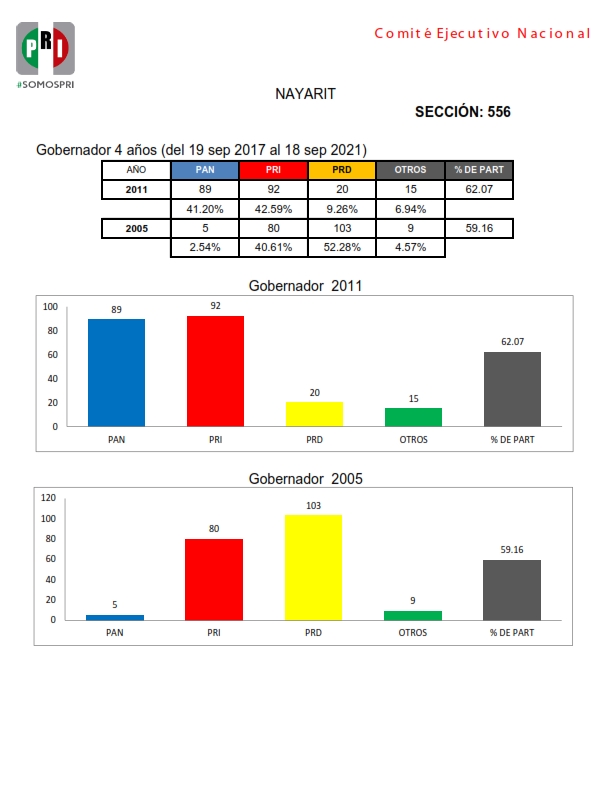 PRI
#SOMOSPRI
Comité Ejecutivo Nacional
NAYARIT
SECCIÓN: 556
Gobernador 4 años (del 19 sep 2017 al 18 sep 2021)
AÑO PAN PRI PRD OTROS % DE PART
2011 89 92 20 15 62.07
41.20% 42.59% 9.26% 6.94%
2005 5 80 103 9 59.16
2.54% 40.61% 52.28% 4.57%
Gobernador 2011
100
80
60
40
20
0
89
92
20
15
62.07
PAN PRI PRD OTROS % DE PART
Gobernador 2005
120
100
80
60
40
20
0
5
80
103
9
59.16
PAN PRI PRD OTROS % DE PART